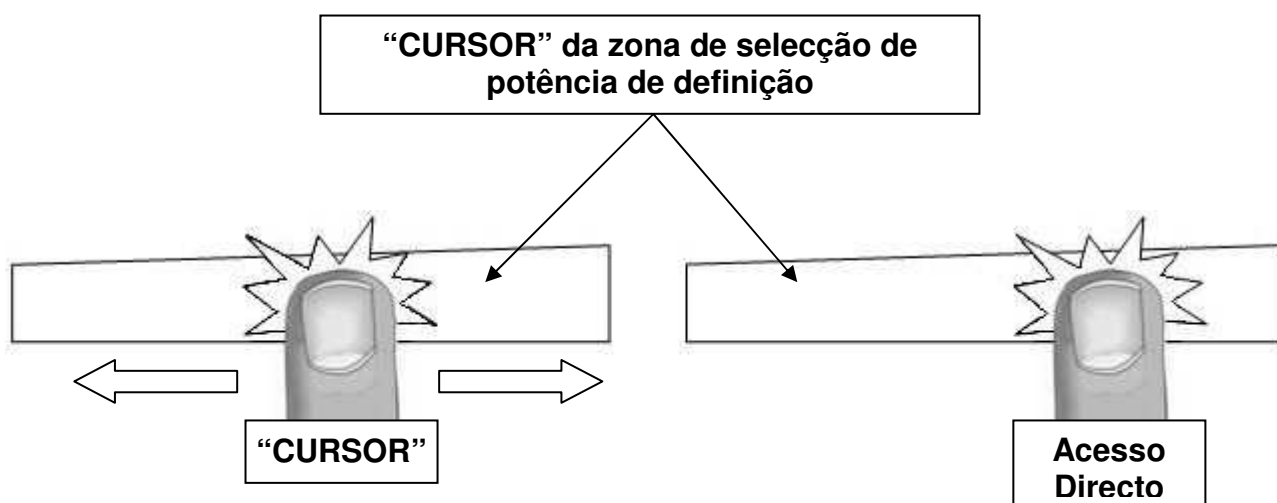 “CURSOR” da zona de selecção de
potência de definição
“CURSOR”
Acesso
Directo